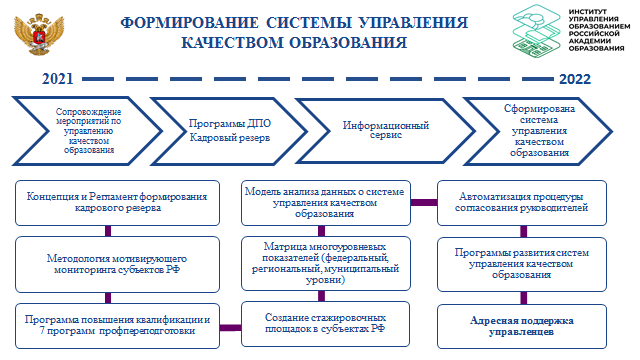 ФОРМИРОВАНИЕ СИСТЕМЫ УПРАВЛЕНИЯ
КАЧЕСТВОМ ОБРАЗОВАНИЯ
ИНСТИТУТ
УПРАВЛЕНИЯ
ОБРАЗОВАНИЕМ
РОССИЙСКОЙ
АКАДЕМИИ
ОБРАЗОВАНИЯ
2021
2022
Сопровождение
мероприятий по
управлению
качеством
образования
Программы ДПО
Кадровый резерв
Информационный
сервис
Сформирована
система
управления
качеством
образования
Концепция и Регламент формирования
кадрового резерва
Методология мотивирующего
мониторинга субъектов РФ
Программа повышения квалификации и
7 программ профпереподготовки
Модель анализа данных о системе
управления качеством
образования
Матрица многоуровневых
показателей (федеральный,
региональный, муниципальный
уровни)
Создание стажировочных
площадок в субъектах РФ
Автоматизация процедуры
согласования руководителей
Программы развития систем
управления качеством
образования
Адресная поддержка
управленцев